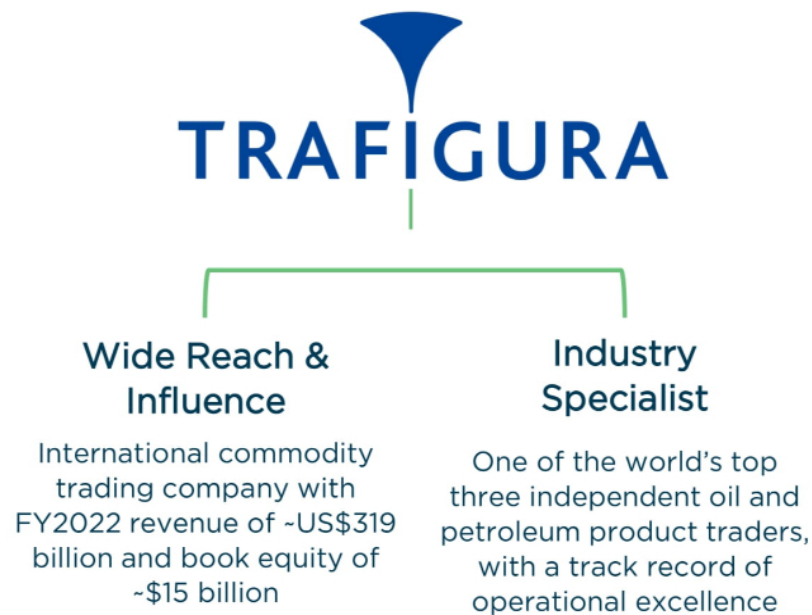 TRAFIGURA
Wide Reach &
Influence
International commodity
trading company with
FY2022 revenue of ~US$319
billion and book equity of
~$15 billion
Industry
Specialist
One of the world’s top
three independent oil and
petroleum product traders,
with a track record of
operational excellence